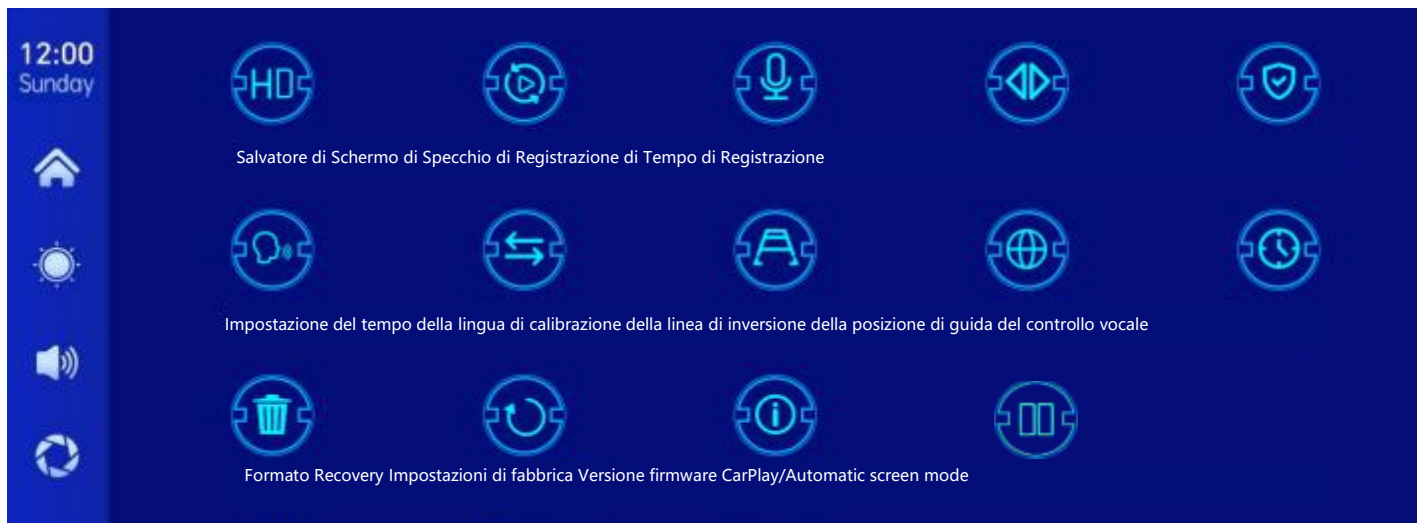 12:00
Sunday
HD
Salvatore di Schermo di Specchio di Registrazione di Tempo di Registrazione
Impostazione del tempo della lingua di calibrazione della linea di inversione della posizione di guida del controllo vocale
Formato Recovery Impostazioni di fabbrica Versione firmware CarPlay/Automatic screen mode